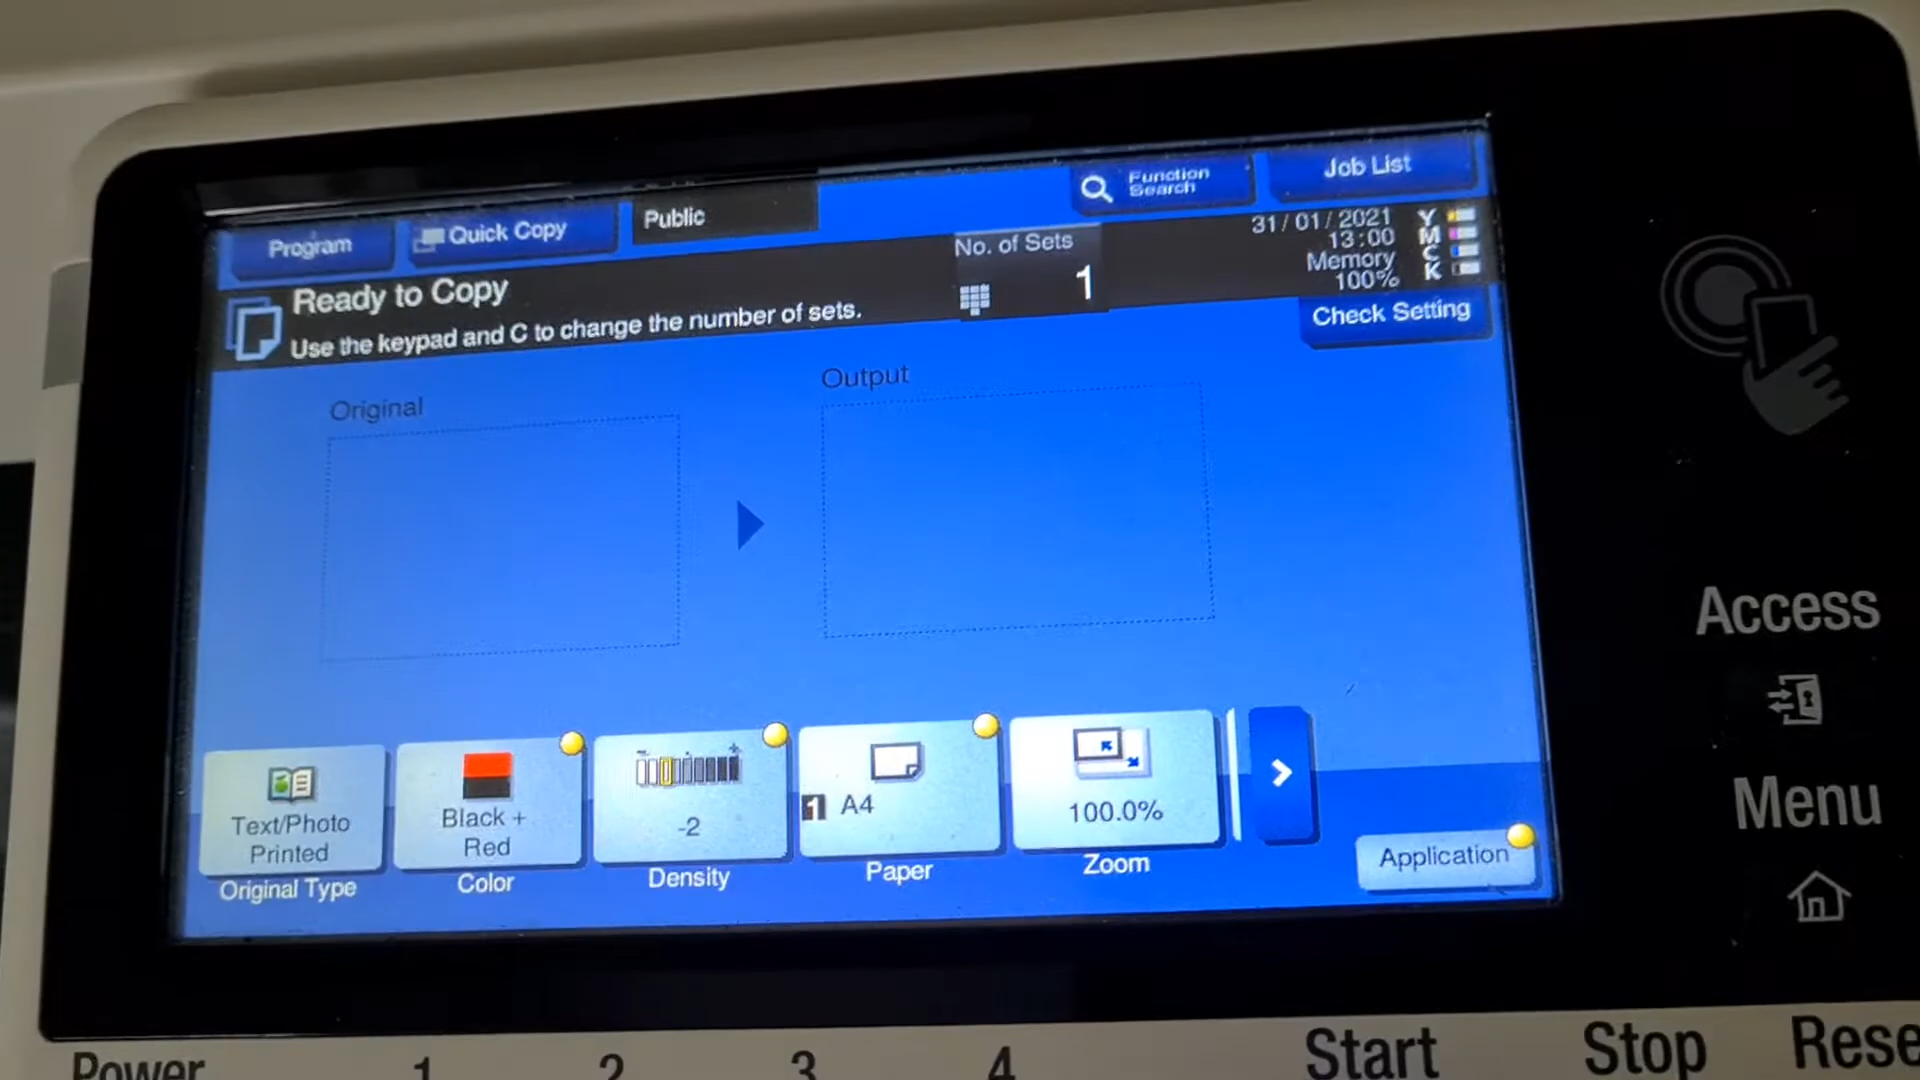 Function
Search
Job List
Program
Quick Copy
Public
No. of Sets
1
31/01/2021
13:00
Memory
100%
Y
M
C
K
Ready to Copy
Use the keypad and C to change the number of sets.
Check Setting
Original
Output
Text/Photo
Printed
Original Type
Black +
Red
Color
- +
-2
Density
1 A4
Paper
100.0%
Zoom
Application
Access
Menu
Power
1
2
3
4
Start
Stop
Rese